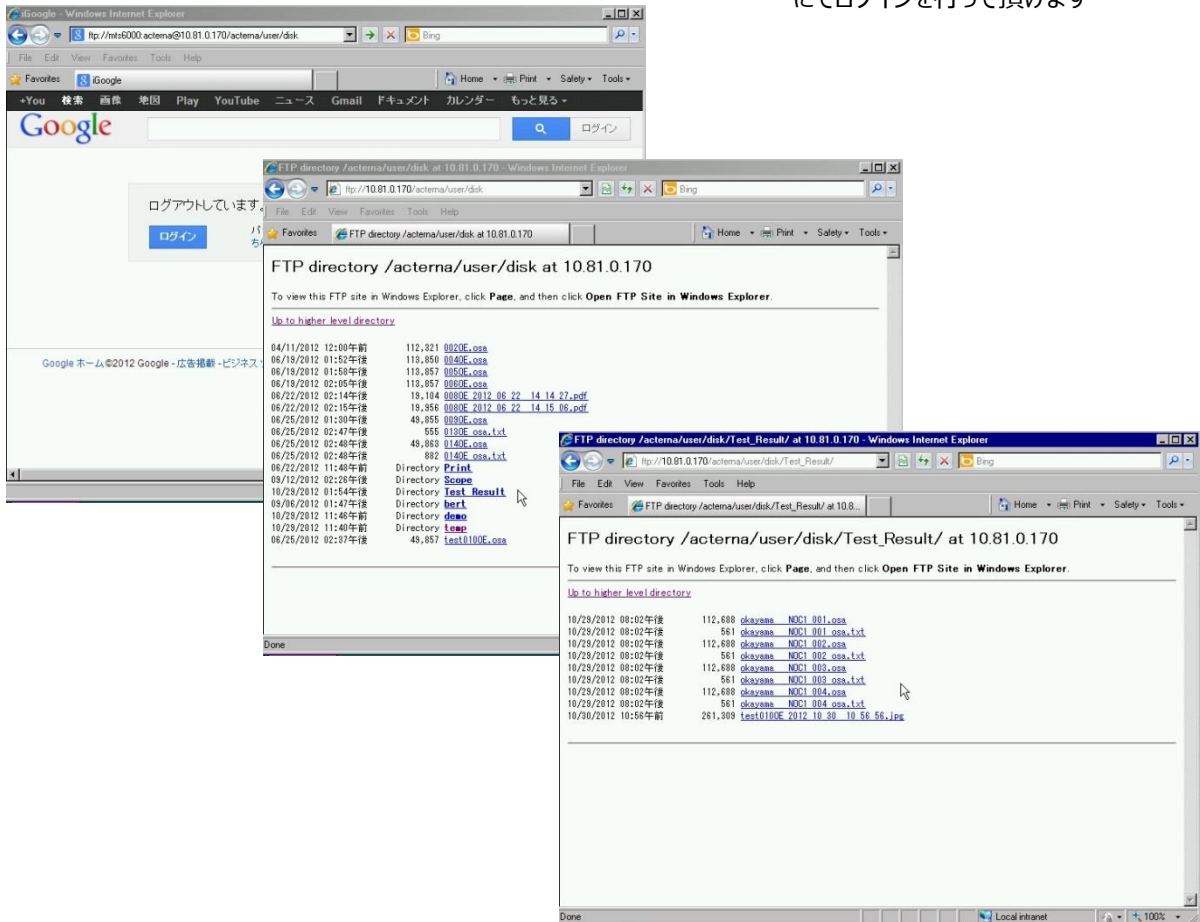 にてログインを行って頂みます
iGoogle - Windows Internet Explorer
ftp://mts6000:acterna@10.81.0.170/acterna/user/disk
Bing
File Edit View Favorites Tools Help
Favorites iGoogle
Home Print Safety Tools
+You 検索 画像 地図 Play YouTube ニュース Gmail ドキュメント カレンダー もっと見る
Google
ログイン
ログアウトしています。
ログイン
Google ホーム ©2012 Google - 広告掲載 - ビジネス
FTP directory /acterna/user/disk at 10.81.0.170 - Windows Internet Explorer
ftp://10.81.0.170/acterna/user/disk
Bing
File Edit View Favorites Tools Help
Favorites FTP directory /acterna/user/disk at 10.81.0.170
Home Print Safety Tools
FTP directory /acterna/user/disk at 10.81.0.170
To view this FTP site in Windows Explorer, click Page, and then click Open FTP Site in Windows Explorer.
Up to higher level directory
04/11/2012 12:00午前 112,321 0020E.osa
06/19/2012 01:52午後 113,850 0040E.osa
06/19/2012 01:58午後 113,857 0050E.osa
06/19/2012 02:05午後 113,857 0060E.osa
06/22/2012 02:14午後 19,104 0080E 2012 06 22 14 14 27.pdf
06/22/2012 02:15午後 19,956 0080E 2012 06 22 14 15 06.pdf
06/25/2012 01:30午後 49,855 0090E.osa
06/25/2012 02:47午後 555 0130E osa.txt
06/25/2012 02:48午後 49,863 0140E.osa
06/25/2012 02:48午後 882 0140E osa.txt
06/22/2012 11:48午前 Directory Print
09/12/2012 02:26午後 Directory Scope
10/29/2012 01:54午後 Directory Test Result
09/06/2012 01:47午後 Directory bert
10/29/2012 11:46午前 Directory demo
10/29/2012 11:40午前 Directory temp
06/25/2012 02:37午後 49,857 test0100E.osa
Done
FTP directory /acterna/user/disk/Test_Result/ at 10.81.0.170 - Windows Internet Explorer
ftp://10.81.0.170/acterna/user/disk/Test_Result/
Bing
File Edit View Favorites Tools Help
Favorites FTP directory /acterna/user/disk/Test_Result/ at 10.8...
Home Print Safety Tools
FTP directory /acterna/user/disk/Test_Result/ at 10.81.0.170
To view this FTP site in Windows Explorer, click Page, and then click Open FTP Site in Windows Explorer.
Up to higher level directory
10/29/2012 08:02午後 112,688 okayama NOC1 001.osa
10/29/2012 08:02午後 561 okayama NOC1 001 osa.txt
10/29/2012 08:02午後 112,688 okayama NOC1 002.osa
10/29/2012 08:02午後 561 okayama NOC1 002 osa.txt
10/29/2012 08:02午後 112,688 okayama NOC1 003.osa
10/29/2012 08:02午後 561 okayama NOC1 003 osa.txt
10/29/2012 08:02午後 112,688 okayama NOC1 004.osa
10/29/2012 08:02午後 561 okayama NOC1 004 osa.txt
10/30/2012 10:56午前 261,309 test0100E 2012 10 30 10 56 56.jpg
Done
Local intranet
100%